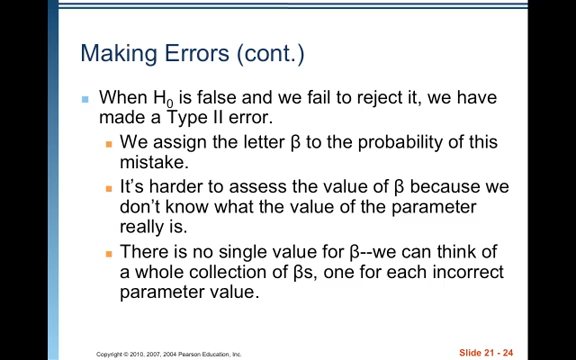 Making Errors (cont.)
When H0 is false and we fail to reject it, we have
made a Type II error.
We assign the letter β to the probability of this
mistake.
It's harder to assess the value of β because we
don't know what the value of the parameter
really is.
There is no single value for β--we can think of
a whole collection of βs, one for each incorrect
parameter value.
Copyright © 2010, 2007, 2004 Pearson Education, Inc.
Slide 21 - 24